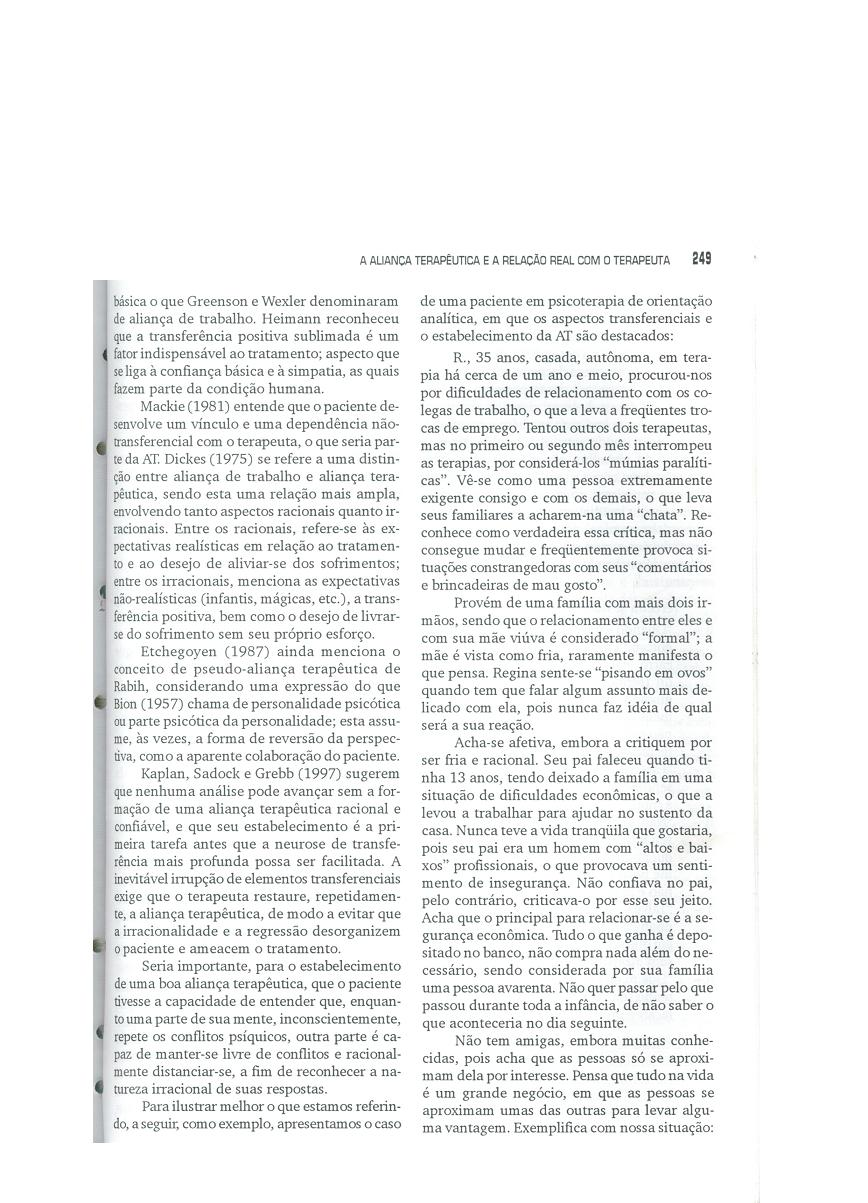 A ALIANÇA TERAPÊUTICA E A RELAÇÃO REAL COM O TERAPEUTA 249
básica o que Greenson e Wexler denominaram
de aliança de trabalho. Heimann reconheceu
que a transferência positiva sublimada é um
fator indispensável ao tratamento; aspecto que
se liga à confiança básica e à simpatia, as quais
fazem parte da condição humana.
Mackie (1981) entende que o paciente de-
senvolve um vínculo e uma dependência não-
transferencial com o terapeuta, o que seria par-
te da AT. Dickes (1975) se refere a uma distin-
ção entre aliança de trabalho e aliança tera-
pêutica, sendo esta uma relação mais ampla,
envolvendo tanto aspectos racionais quanto ir-
racionais. Entre os racionais, refere-se às ex-
pectativas realísticas em relação ao tratamen-
to e ao desejo de aliviar-se dos sofrimentos;
entre os irracionais, menciona as expectativas
não-realísticas (infantis, mágicas, etc.), a trans-
ferência positiva, bem como o desejo de livrar-
se do sofrimento sem seu próprio esforço.
Etchegoyen (1987) ainda menciona o
conceito de pseudo-aliança terapêutica de
Rabih, considerando uma expressão do que
Bion (1957) chama de personalidade psicótica
ou parte psicótica da personalidade; esta assu-
me, às vezes, a forma de reversão da perspec-
tiva, como a aparente colaboração do paciente.
Kaplan, Sadock e Grebb (1997) sugerem
que nenhuma análise pode avançar sem a for-
mação de uma aliança terapêutica racional e
confiável, e que seu estabelecimento é a pri-
meira tarefa antes que a neurose de transfe-
rência mais profunda possa ser facilitada. A
inevitável irrupção de elementos transferenciais
exige que o terapeuta restaure, repetidamen-
te, a aliança terapêutica, de modo a evitar que
a irracionalidade e a regressão desorganizem
o paciente e ameacem o tratamento.
Seria importante, para o estabelecimento
de uma boa aliança terapêutica, que o paciente
tivesse a capacidade de entender que, enquan-
to uma parte de sua mente, inconscientemente,
repete os conflitos psíquicos, outra parte é ca-
paz de manter-se livre de conflitos e racional-
mente distanciar-se, a fim de reconhecer a na-
tureza irracional de suas respostas.
Para ilustrar melhor o que estamos referin-
do, a seguir, como exemplo, apresentamos o caso
de uma paciente em psicoterapia de orientação
analítica, em que os aspectos transferenciais e
o estabelecimento da AT são destacados:
R., 35 anos, casada, autônoma, em tera-
pia há cerca de um ano e meio, procurou-nos
por dificuldades de relacionamento com os co-
legas de trabalho, o que a leva a freqüentes tro-
cas de emprego. Tentou outros dois terapeutas,
mas no primeiro ou segundo mês interrompeu
as terapias, por considerá-los “múmias paralíti-
cas”. Vê-se como uma pessoa extremamente
exigente consigo e com os demais, o que leva
seus familiares a acharem-na uma “chata”. Re-
conhece como verdadeira essa crítica, mas não
consegue mudar e freqüentemente provoca si-
tuações constrangedoras com seus “comentários
e brincadeiras de mau gosto”.
Provém de uma família com mais dois ir-
mãos, sendo que o relacionamento entre eles e
com sua mãe viúva é considerado “formal”; a
mãe é vista como fria, raramente manifesta o
que pensa. Regina sente-se “pisando em ovos”
quando tem que falar algum assunto mais de-
licado com ela, pois nunca faz idéia de qual
será a sua reação.
Acha-se afetiva, embora a critiquem por
ser fria e racional. Seu pai faleceu quando ti-
nha 13 anos, tendo deixado a família em uma
situação de dificuldades econômicas, o que a
levou a trabalhar para ajudar no sustento da
casa. Nunca teve a vida tranqüila que gostaria,
pois seu pai era um homem com “altos e bai-
xos” profissionais, o que provocava um senti-
mento de insegurança. Não confiava no pai,
pelo contrário, criticava-o por esse seu jeito.
Acha que o principal para relacionar-se é a se-
gurança econômica. Tudo o que ganha é depo-
sitado no banco, não compra nada além do ne-
cessário, sendo considerada por sua família
uma pessoa avarenta. Não quer passar pelo que
passou durante toda a infância, de não saber o
que aconteceria no dia seguinte.
Não tem amigas, embora muitas conhe-
cidas, pois acha que as pessoas só se aproxi-
mam dela por interesse. Pensa que tudo na vida
é um grande negócio, em que as pessoas se
aproximam umas das outras para levar algu-
ma vantagem. Exemplifica com nossa situação: